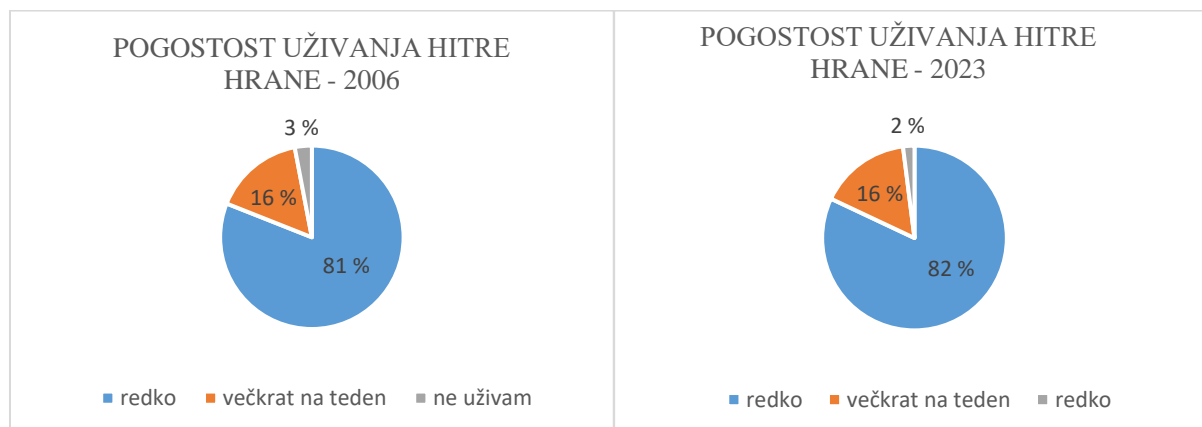 POGOSTOST UŽIVANJA HITRE
HRANE - 2006
3 %
16 %
81 %
redko večkrat na teden ne uživam
POGOSTOST UŽIVANJA HITRE
HRANE - 2023
2 %
16 %
82 %
redko večkrat na teden redko